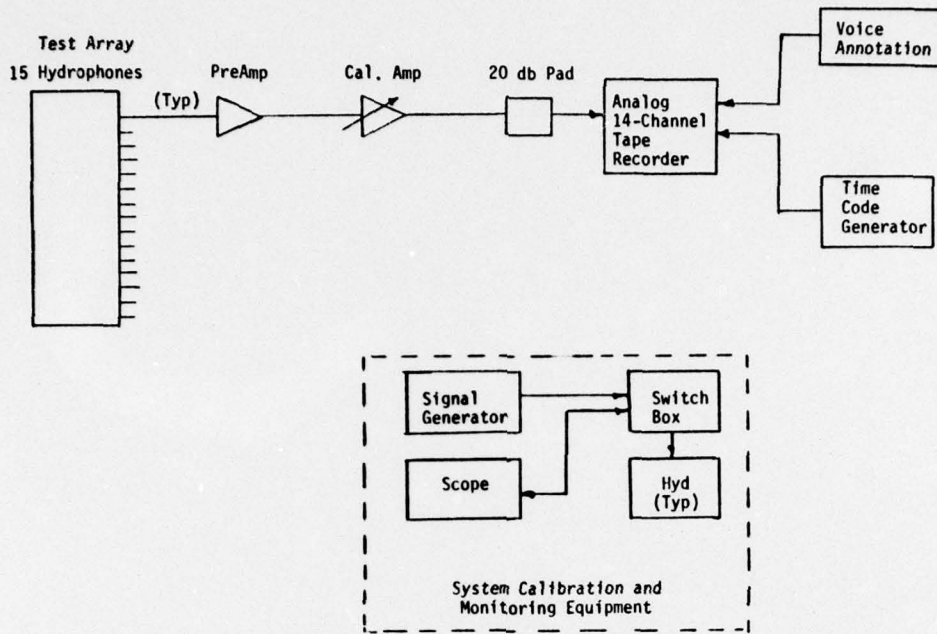 Test Array
15 Hydrophones
(Typ)
PreAmp
Cal. Amp
20 db Pad
Analog
14-Channel
Tape
Recorder
Voice
Annotation
Time
Code
Generator
Signal
Generator
Switch
Box
Scope
Hyd
(Typ)
System Calibration and
Monitoring Equipment